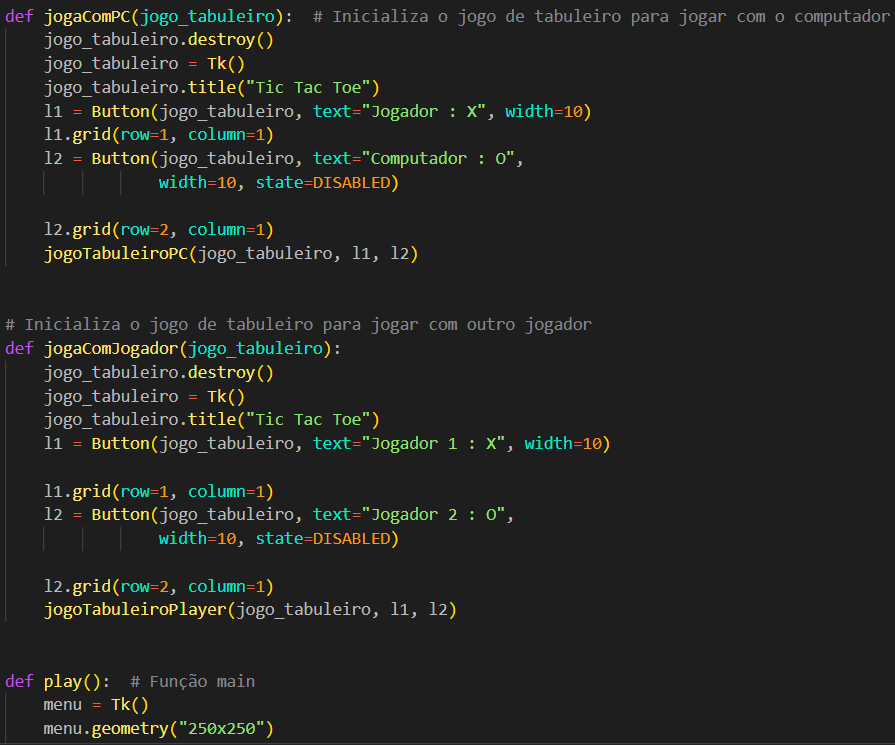 def jogaComPC(jogo_tabuleiro):  # Inicializa o jogo de tabuleiro para jogar com o computador
    jogo_tabuleiro.destroy()
    jogo_tabuleiro = Tk()
    jogo_tabuleiro.title("Tic Tac Toe")
    l1 = Button(jogo_tabuleiro, text="Jogador : X", width=10)
    l1.grid(row=1, column=1)
    l2 = Button(jogo_tabuleiro, text="Computador : O",
                width=10, state=DISABLED)
    l2.grid(row=2, column=1)
    jogoTabuleiroPC(jogo_tabuleiro, l1, l2)
# Inicializa o jogo de tabuleiro para jogar com outro jogador
def jogaComJogador(jogo_tabuleiro):
    jogo_tabuleiro.destroy()
    jogo_tabuleiro = Tk()
    jogo_tabuleiro.title("Tic Tac Toe")
    l1 = Button(jogo_tabuleiro, text="Jogador 1 : X", width=10)
    l1.grid(row=1, column=1)
    l2 = Button(jogo_tabuleiro, text="Jogador 2 : O",
                width=10, state=DISABLED)
    l2.grid(row=2, column=1)
    jogoTabuleiroPlayer(jogo_tabuleiro, l1, l2)
def play():  # Função main
    menu = Tk()
    menu.geometry("250x250")